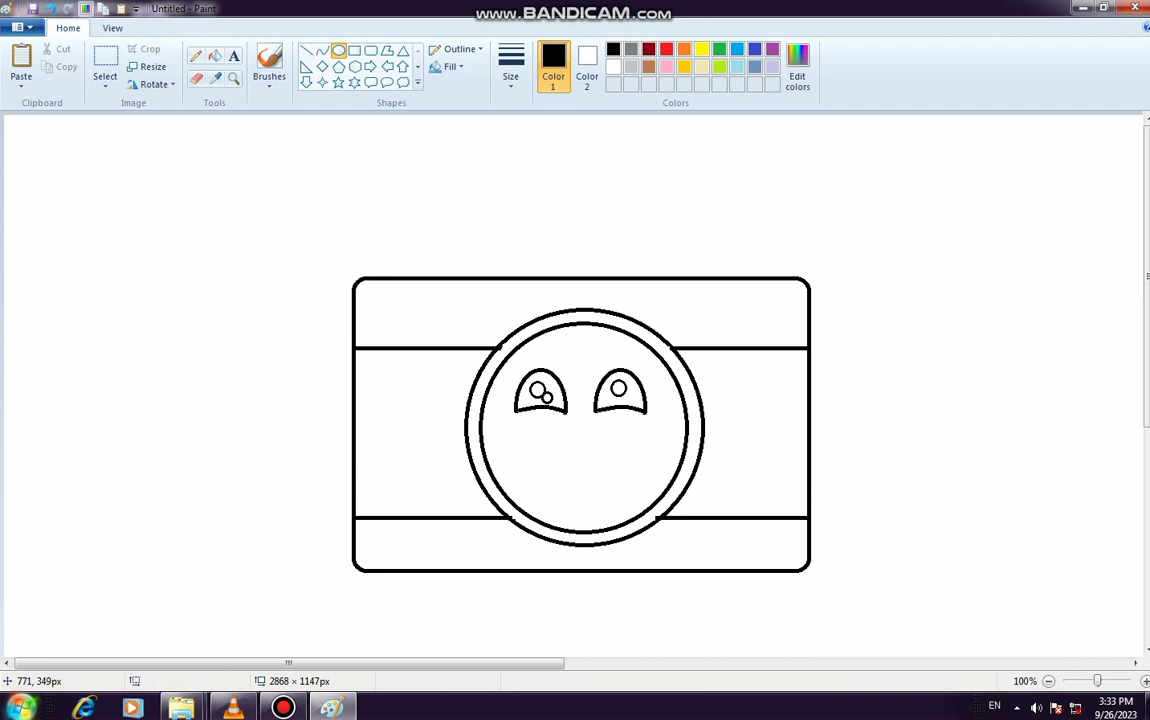 www.BANDICAM.com
Untitled - Paint
Home
View
Paste
Cut
Copy
Clipboard
Select
Crop
Resize
Rotate
Image
A
Tools
Brushes
Outline
Fill
Shapes
Size
Color
1
Color
2
Edit
colors
Colors
771, 349px
2868 × 1147px
100%
EN
3:33 PM
9/26/2023